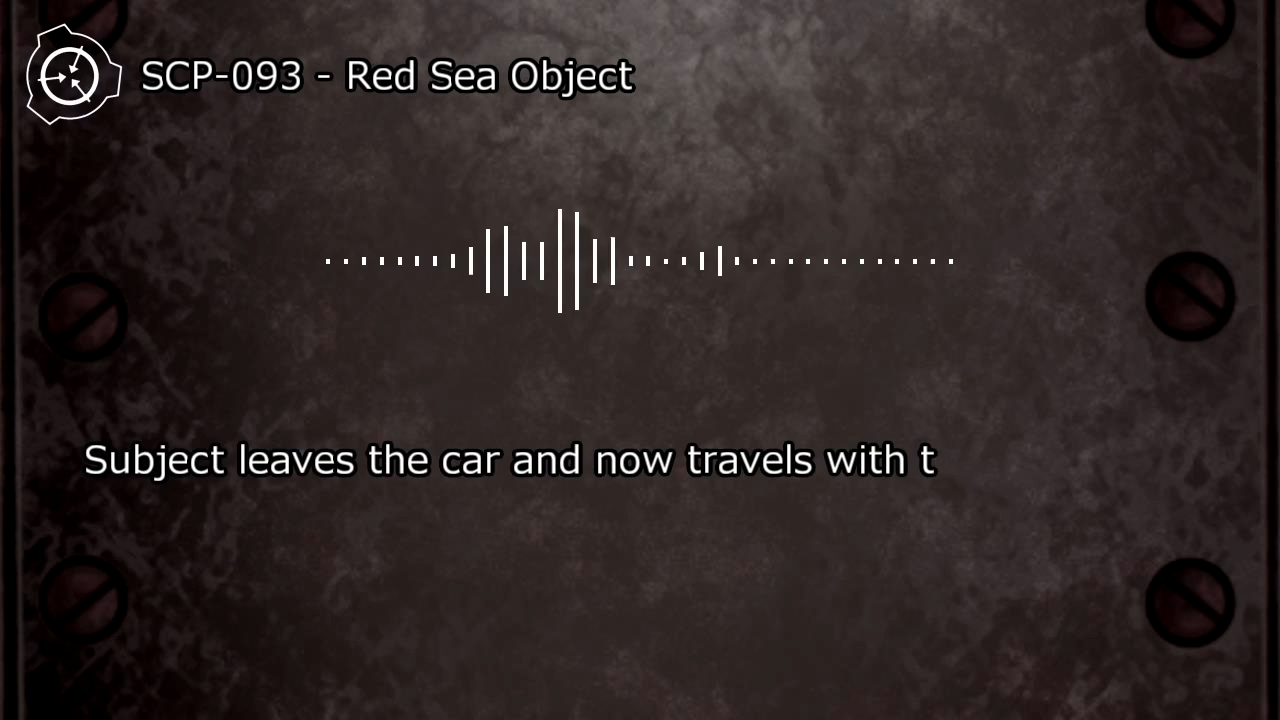 SCP-093 - Red Sea Object
Subject leaves the car and now travels with t